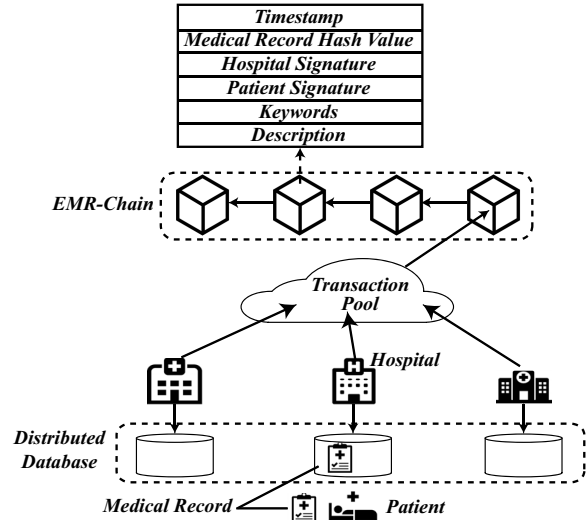 Timestamp
Medical Record Hash Value
Hospital Signature
Patient Signature
Keywords
Description
EMR-Chain
Transaction
Pool
Hospital
H
Distributed
Database
Medical Record
Patient